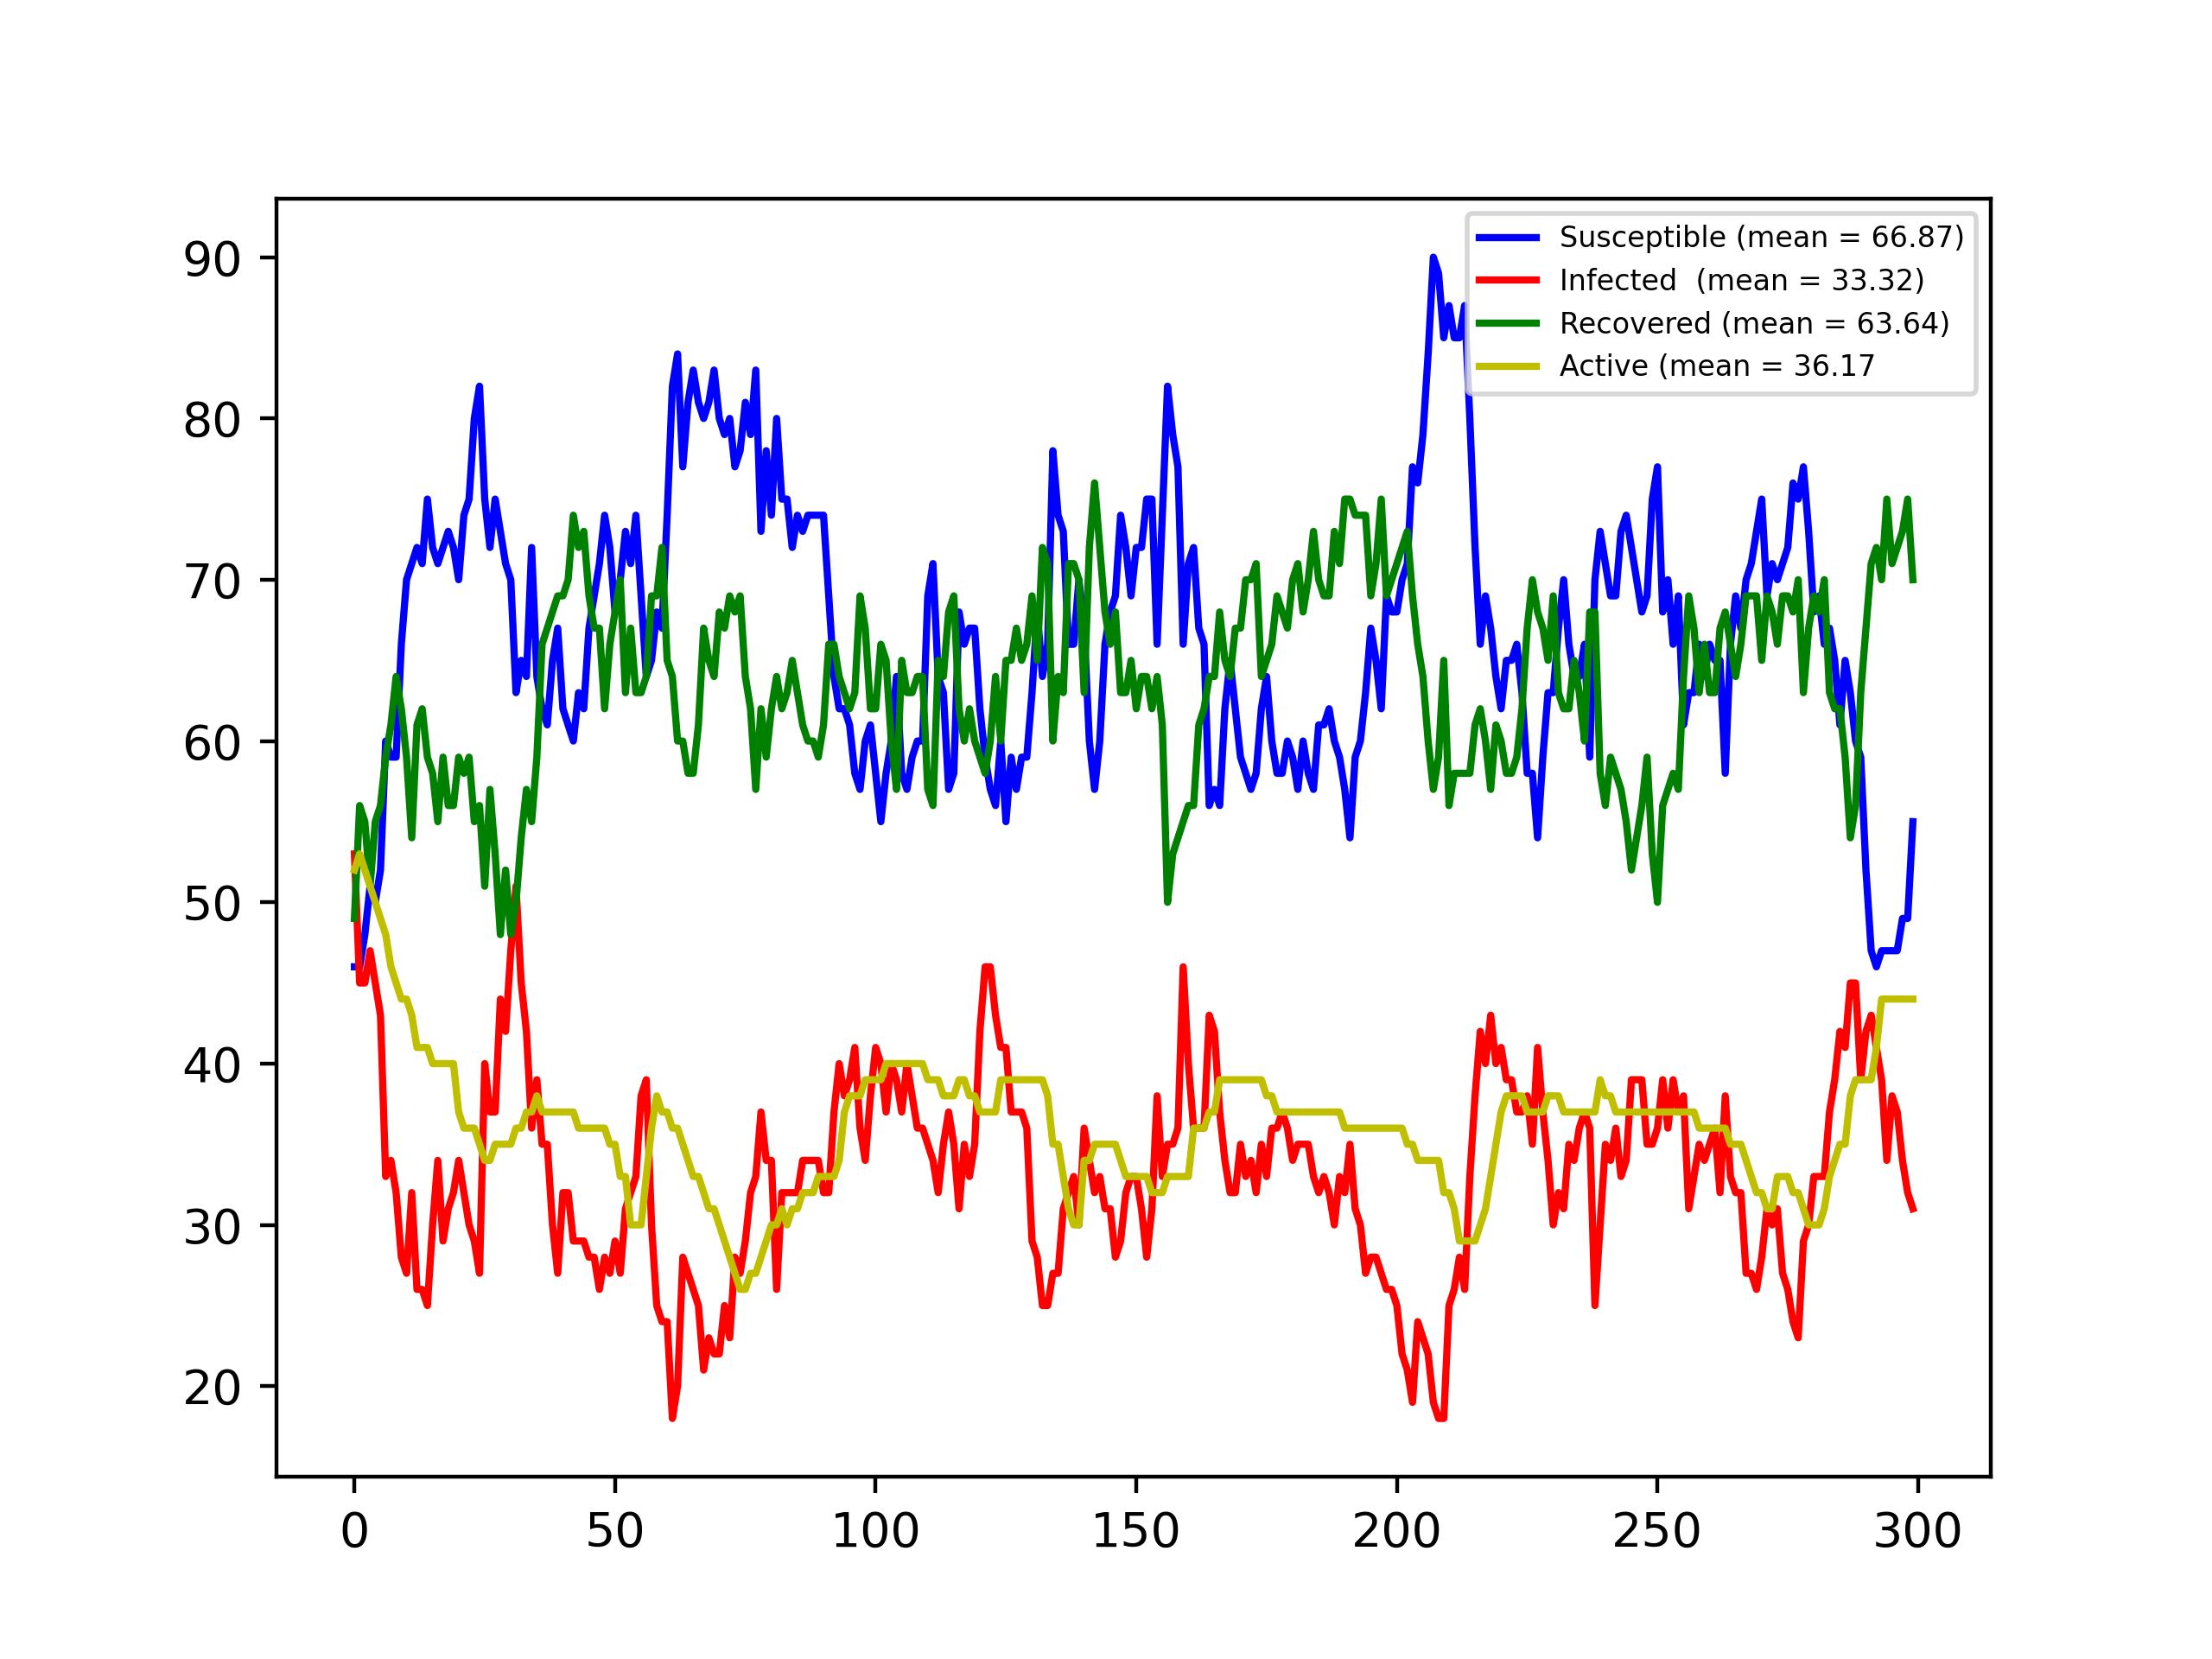 90
80
70
60
50
40
30
20
0 50 100 150 200 250 300
Susceptible (mean = 66.87)
Infected  (mean = 33.32)
Recovered (mean = 63.64)
Active (mean = 36.17